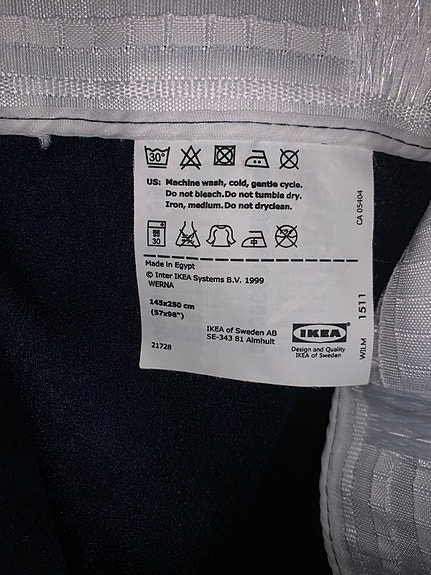 30°
US: Machine wash, cold, gentle cycle.
Do not bleach.Do not tumble dry.
Iron, medium.Do not dryclean.
30
Made in Egypt
© Inter IKEA Systems B.V. 1999
WERNA
145x250 cm
(57x98")
IKEA of Sweden AB
SE-343 81 Älmhult
21728
IKEA
Design and Quality
IKEA of Sweden
CA 05404
WILM 1511